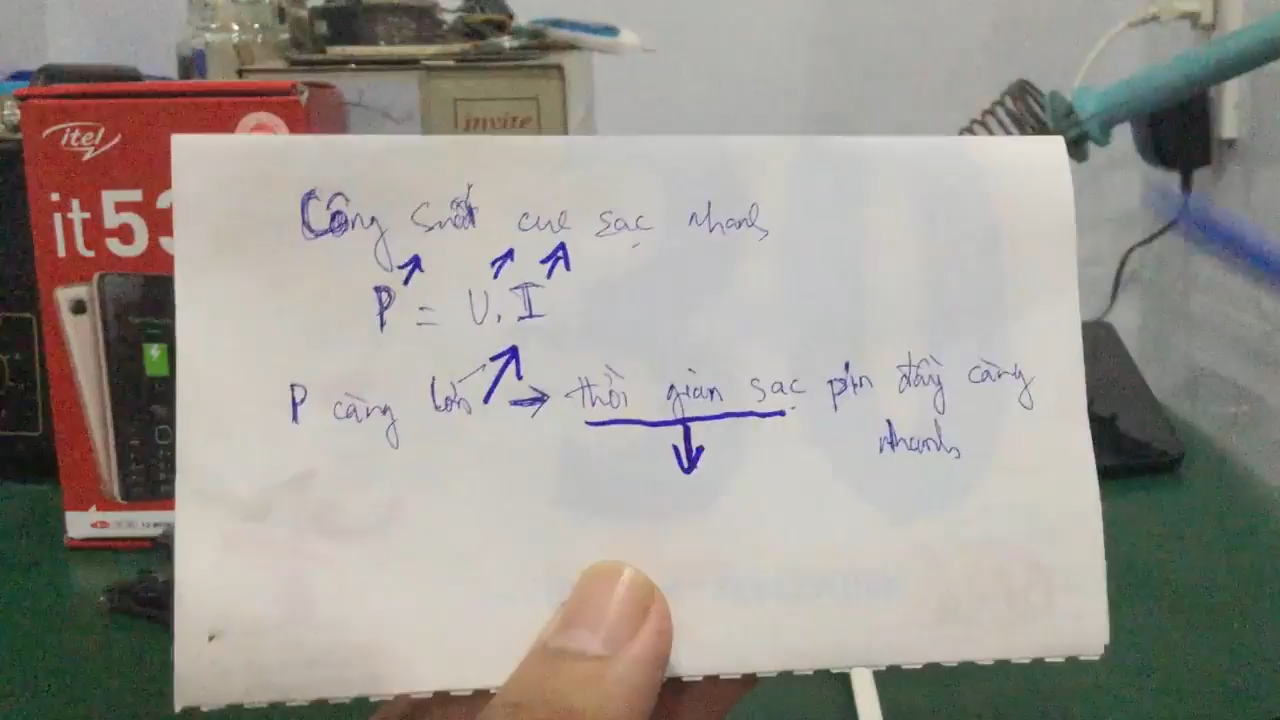 itel
it53
invite
Công suất cục sạc nhanh
P = U.I
P càng lớn → thời gian sạc pin đầy càng
nhanh